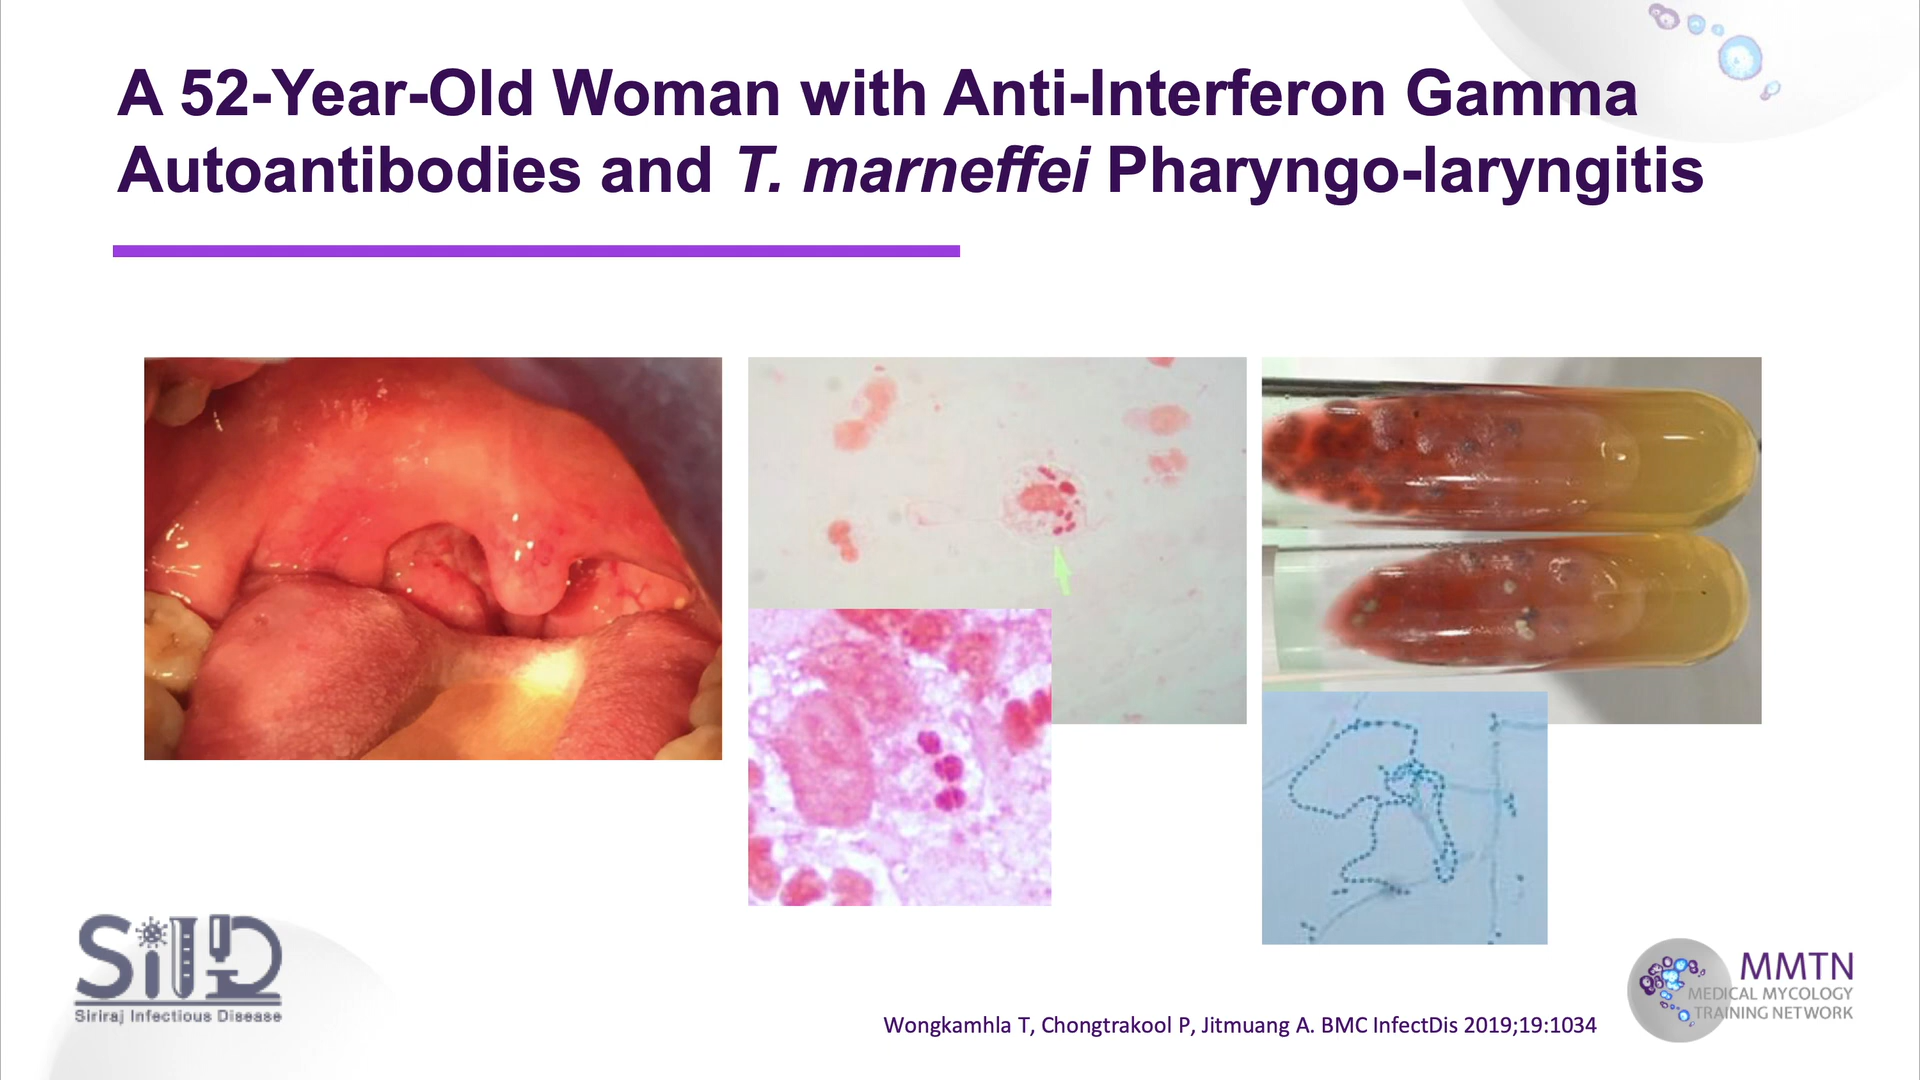 A 52-Year-Old Woman with Anti-Interferon Gamma
Autoantibodies and T. marneffei Pharyngo-laryngitis
SiID
Siriraj Infectious Disease
Wongkamhla T, Chongtrakool P, Jitmuang A. BMC InfectDis 2019;19:1034
MMTN
MEDICAL MYCOLOGY
TRAINING NETWORK